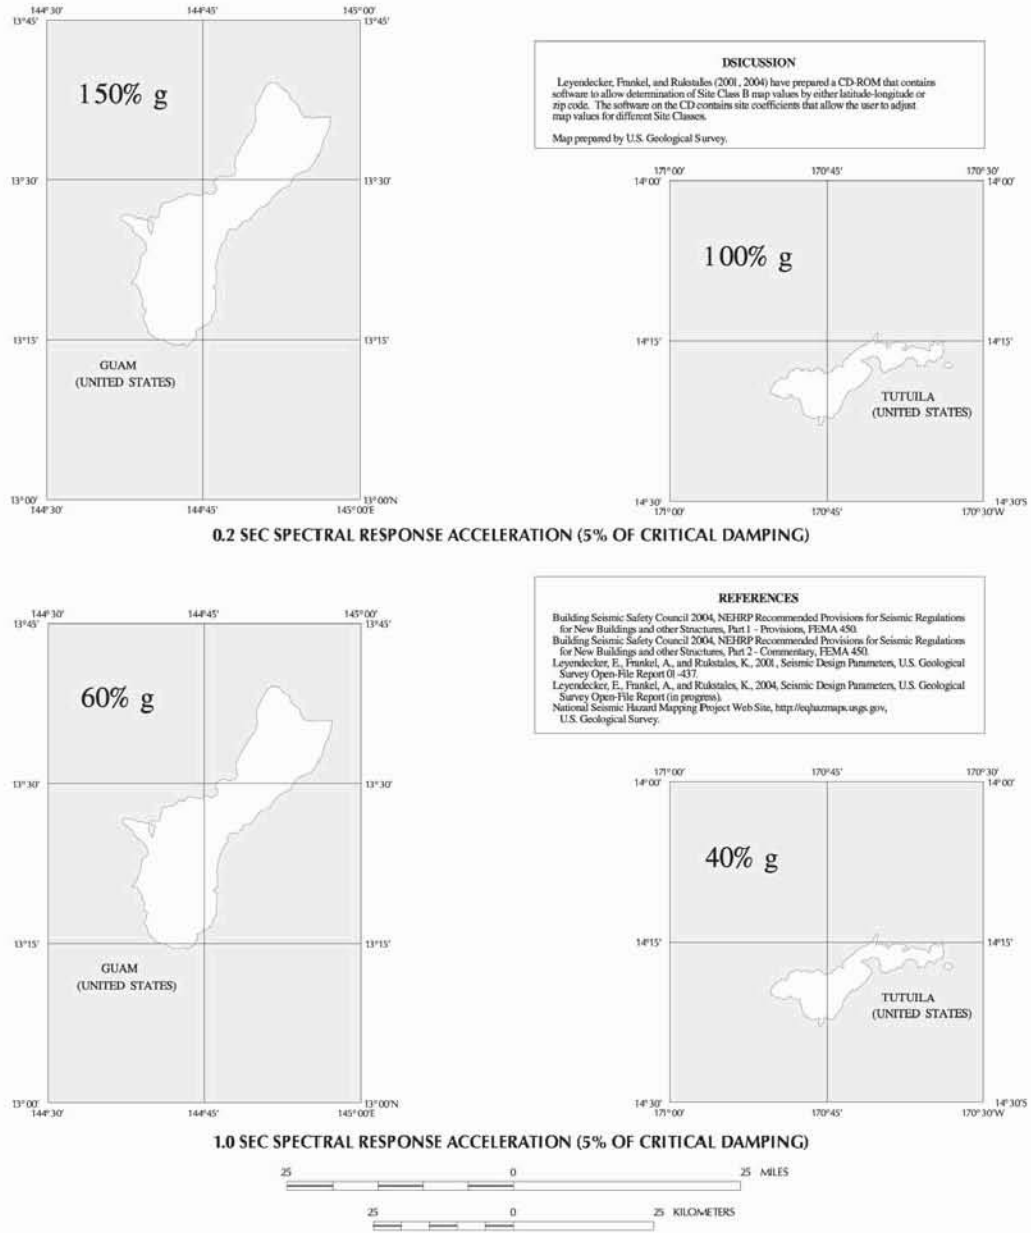 144°30'
144°45'
145°00'
13°45'
13°45'
150% g
13°30'
13°30'
13°15'
13°15'
GUAM
(UNITED STATES)
13°00'
13°00'N
144°30'
144°45'
145°00'E
DSICUSSION
Leyendecker, Frankel, and Rukstales (2001, 2004) have prepared a CD-ROM that contains
software to allow determination of Site Class B map values by either latitude-longitude or
zip code. The software on the CD contains site coefficients that allow the user to adjust
map values for different Site Classes.
Map prepared by U.S. Geological Survey.
171°00'
170°45'
170°30'
14°00'
14°00'
100% g
14°15'
14°15'
TUTUILA
(UNITED STATES)
14°30'
14°30'S
171°00'
170°45'
170°30'W
0.2 SEC SPECTRAL RESPONSE ACCELERATION (5% OF CRITICAL DAMPING)
144°30'
144°45'
145°00'
13°45'
13°45'
60% g
13°30'
13°30'
13°15'
13°15'
GUAM
(UNITED STATES)
13°00'
13°00'N
144°30'
144°45'
145°00'E
REFERENCES
Building Seismic Safety Council 2004, NEHRP Recommended Provisions for Seismic Regulations
for New Buildings and other Structures, Part 1 - Provisions, FEMA 450.
Building Seismic Safety Council 2004, NEHRP Recommended Provisions for Seismic Regulations
for New Buildings and other Structures, Part 2 - Commentary, FEMA 450.
Leyendecker, E., Frankel, A., and Rukstales, K., 2001, Seismic Design Parameters, U.S. Geological
Survey Open-File Report 01-437.
Leyendecker, E., Frankel, A., and Rukstales, K., 2004, Seismic Design Parameters, U.S. Geological
Survey Open-File Report (in progress).
National Seismic Hazard Mapping Project Web Site, http://eqhazmaps.usgs.gov,
U.S. Geological Survey.
171°00'
170°45'
170°30'
14°00'
14°00'
40% g
14°15'
14°15'
TUTUILA
(UNITED STATES)
14°30'
14°30'S
171°00'
170°45'
170°30'W
1.0 SEC SPECTRAL RESPONSE ACCELERATION (5% OF CRITICAL DAMPING)
25 0 25 MILES
25 0 25 KILOMETERS